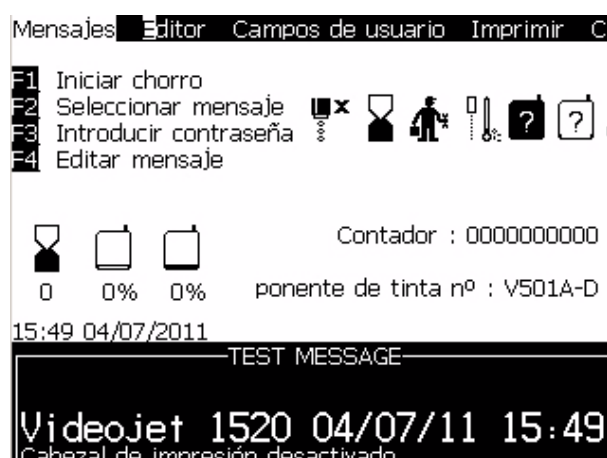 Mensajes Editor Campos de usuario Imprimir C
F1 Iniciar chorro
F2 Seleccionar mensaje
F3 Introducir contraseña
F4 Editar mensaje
? ?
Contador : 0000000000
0 0% 0% ponente de tinta nº : V501A-D
15:49 04/07/2011
TEST MESSAGE
Videojet 1520 04/07/11 15:49
Cabezal de impresión desactivado